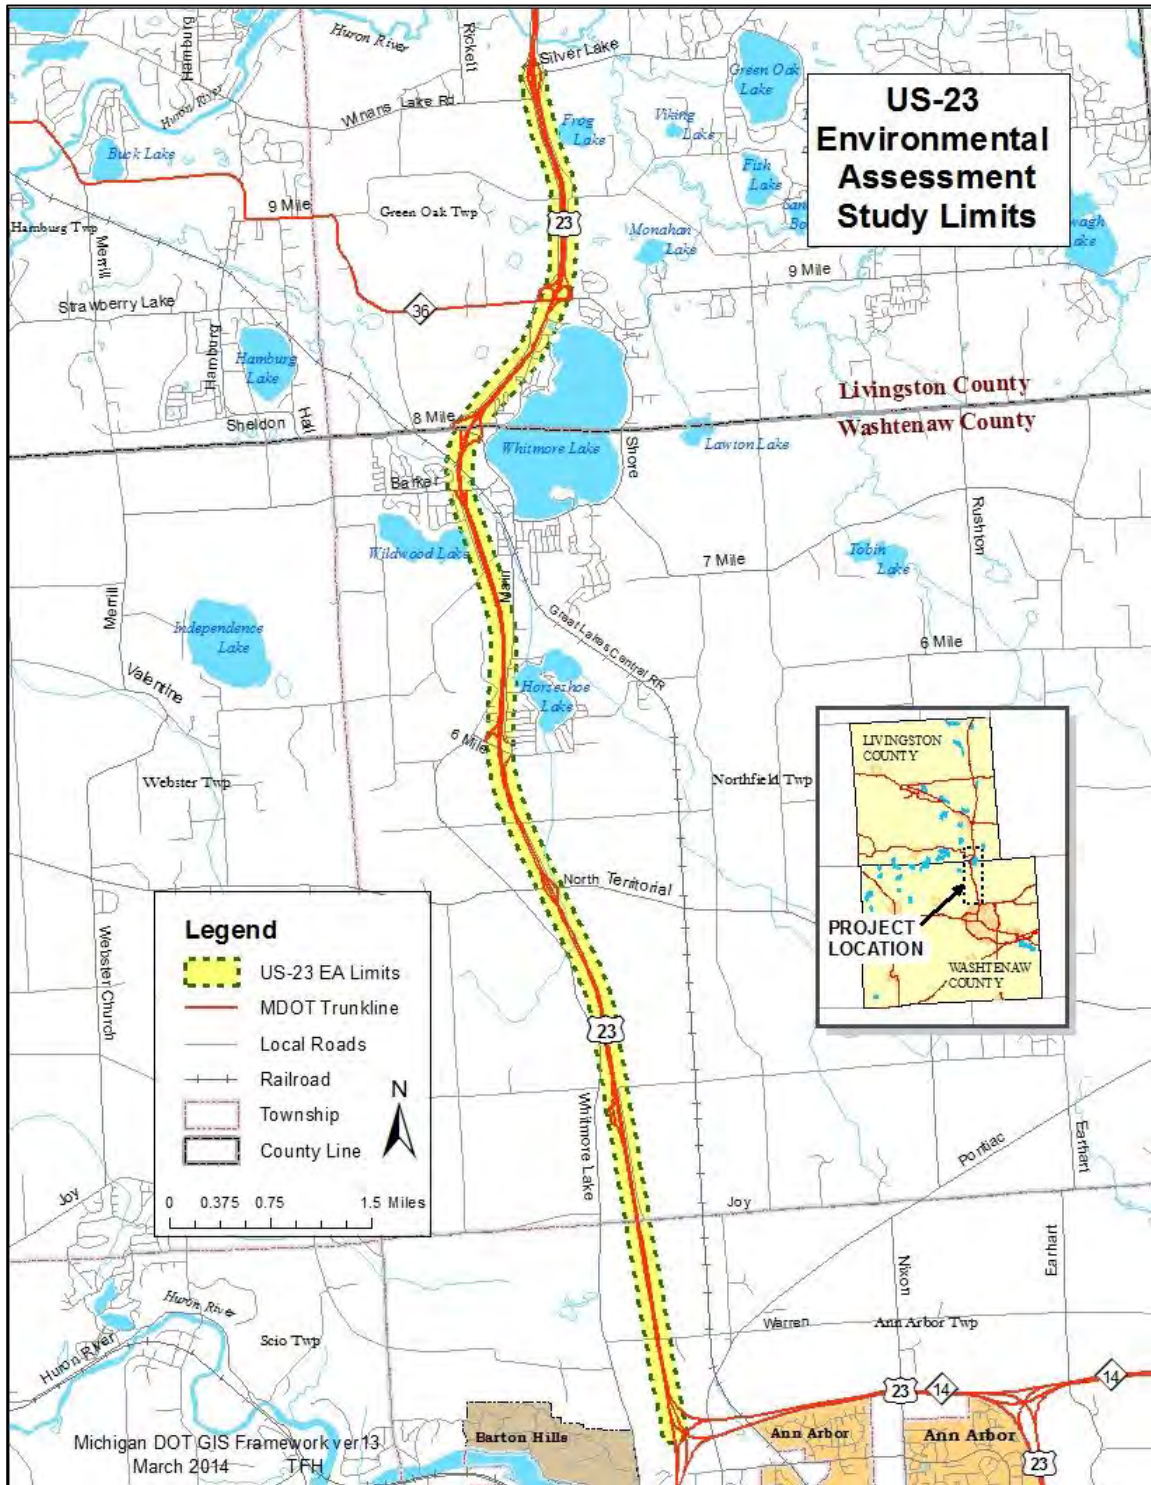 US-23
Environmental
Assessment
Study Limits
Hamburg
Huron River
Rickett
Silver Lake
Huron River
Winans Lake Rd
Frog
Lake
Viking
Lake
Green Oak
Lake
Fish
Lake
Buck Lake
9 Mile
Green Oak Twp
23
Monahan
Lake
Hamburg Twp
Merrill
9 Mile
Strawberry Lake
36
Hamburg
Hamburg
Lake
Hall
Sheldon
8 Mile
Livingston County
Washtenaw County
Whitmore Lake
Shore
Lawton Lake
Barker
Rushton
Wildwood Lake
7 Mile
Tobin
Lake
Main
Merrill
Great Lakes Central RR
Independence
Lake
6 Mile
Valentine
Horseshoe
Lake
6 Mile
Webster Twp
Northfield Twp
LIVINGSTON
COUNTY
PROJECT
LOCATION
WASHTENAW
COUNTY
North Territorial
Webster Church
Legend
US-23 EA Limits
MDOT Trunkline
Local Roads
Railroad
Township
County Line
N
0 0.375 0.75 1.5 Miles
23
Whitmore Lake
Pontiac
Earhart
Joy
Joy
Nixon
Earhart
Huron River
Huron River
Scio Twp
Warren
Ann Arbor Twp
23
14
14
Barton Hills
Ann Arbor
Ann Arbor
23
Michigan DOT GIS Framework ver13
March 2014 TFH